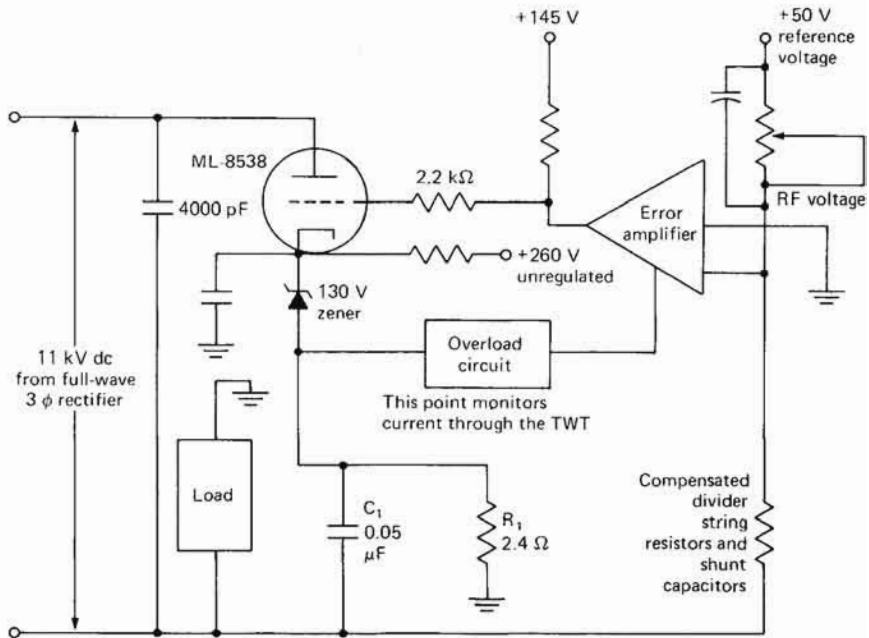 +145 V
+50 V
reference
voltage
ML-8538
2.2 kΩ
4000 pF
Error
amplifier
RF voltage
+260 V
unregulated
130 V
zener
11 kV dc
from full-wave
3 ϕ rectifier
Overload
circuit
This point monitors
current through the TWT
Load
C₁
0.05
μF
R₁
2.4 Ω
Compensated
divider
string
resistors and
shunt
capacitors